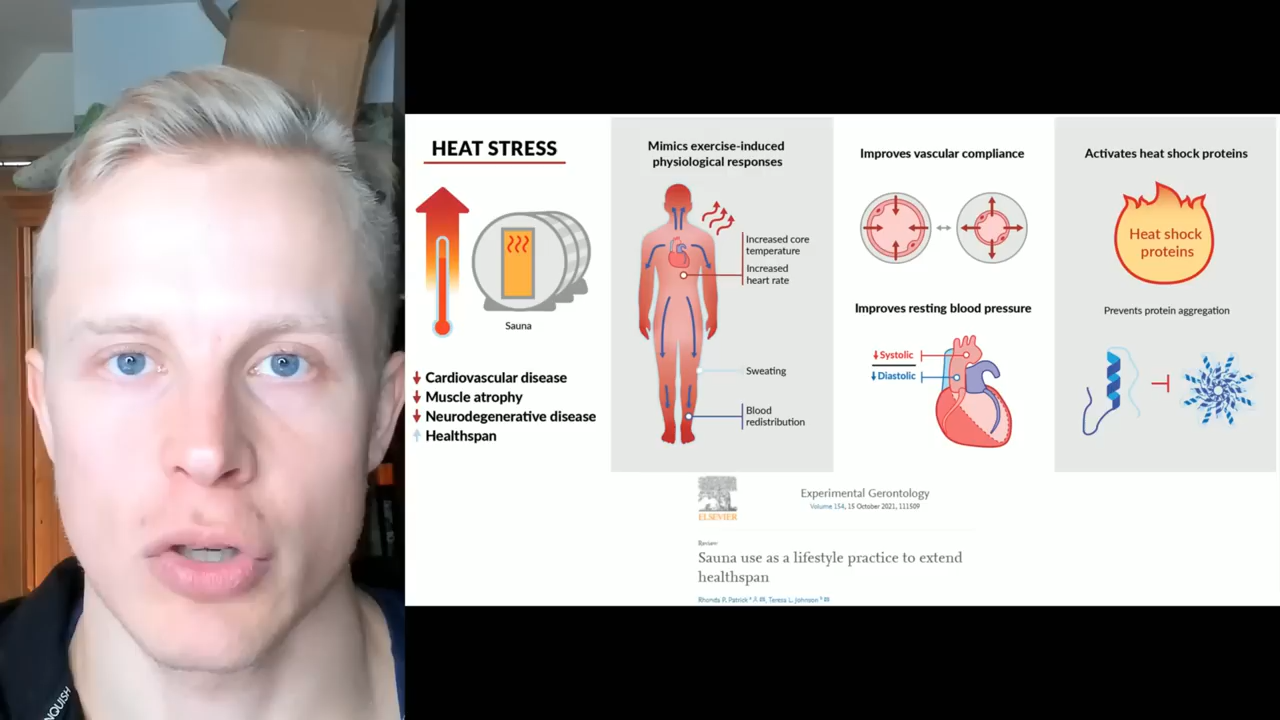 HEAT STRESS
Sauna
Cardiovascular disease
Muscle atrophy
Neurodegenerative disease
Healthspan
Mimics exercise-induced
physiological responses
Increased core
temperature
Increased
heart rate
Sweating
Blood
redistribution
Improves vascular compliance
Improves resting blood pressure
Systolic
Diastolic
Activates heat shock proteins
Heat shock
proteins
Prevents protein aggregation
ELSEVIER
Experimental Gerontology
Volume 154, 15 October 2021, 111509
Review
Sauna use as a lifestyle practice to extend
healthspan
Rhonda P. Patrick, Teresa L. Johnson
NQUISH